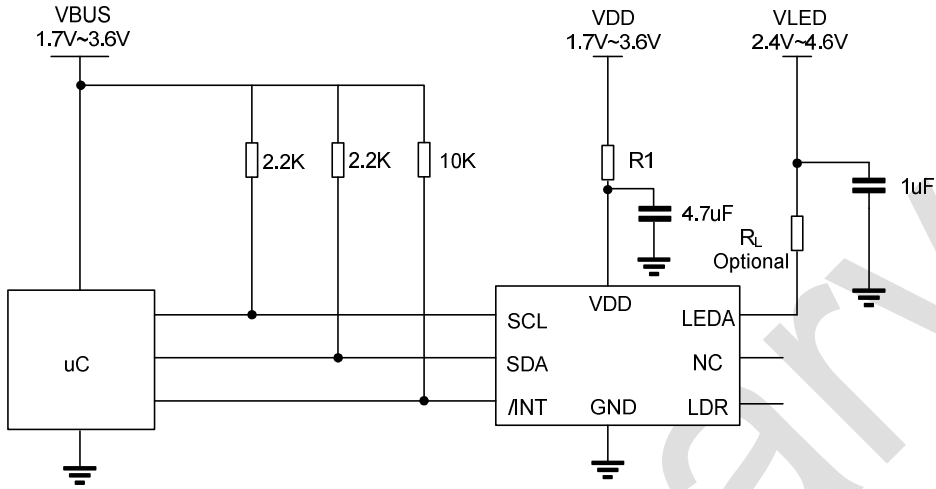 VBUS
1.7V~3.6V
VDD
1.7V~3.6V
VLED
2.4V~4.6V
2.2K
2.2K
10K
R1
4.7uF
1uF
RL
Optional
uC
SCL
SDA
/INT
VDD
GND
LEDA
NC
LDR